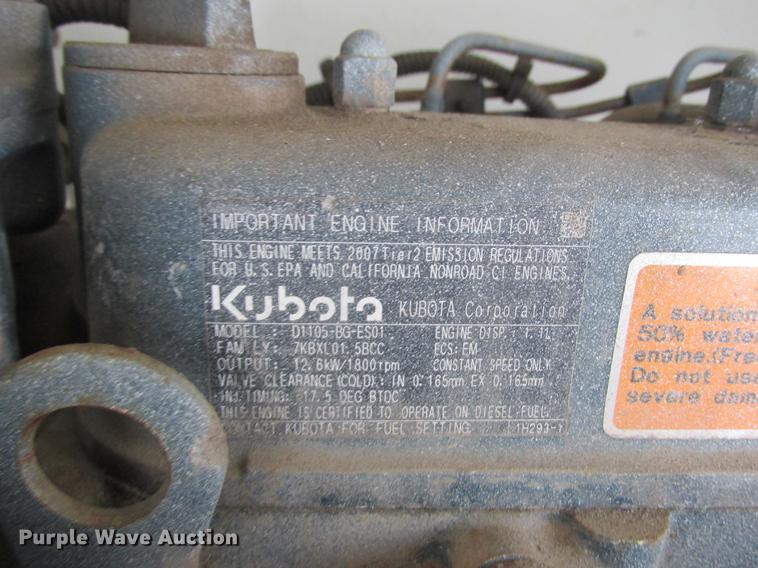 IMPORTANT ENGINE INFORMATION
THIS ENGINE MEETS 2007 Tier2 EMISSION REGULATIONS
FOR U.S. EPA AND CALIFORNIA NONROAD CI ENGINES.
Kubota KUBOTA Corporation
MODEL : D1105-BG-ES01 ENGINE DISP. : 1.1L
FAMILY: 7KBXL01.5BCC ECS: EM
OUTPUT: 12.6kW/1800rpm CONSTANT SPEED ONLY
VALVE CLEARANCE (COLD): IN 0.165mm EX 0.165mm
INJ. TIMING: 17.5 DEG BTDC
THIS ENGINE IS CERTIFIED TO OPERATE ON DIESEL FUEL.
CONTACT KUBOTA FOR FUEL SETTING 1H293-1
A solution
50% water
engine.(Fre
Do not use
severe dam
Purple Wave Auction